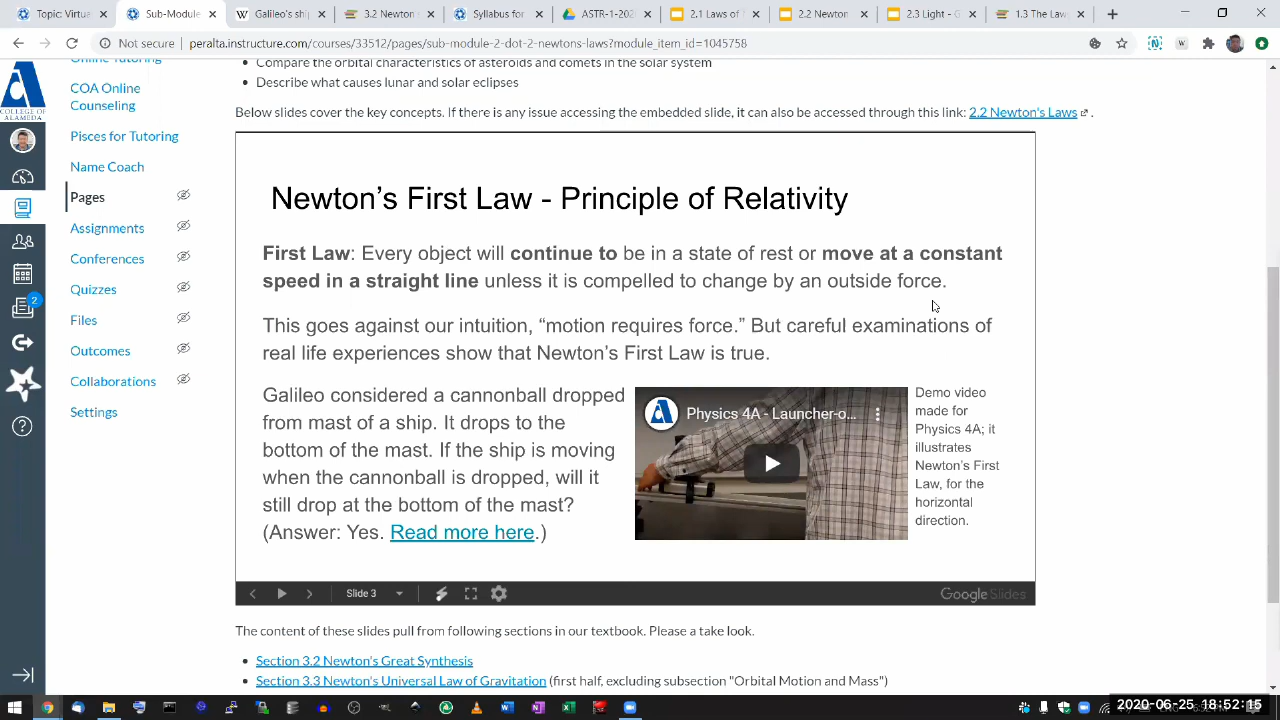 Torque: Yo
Sub-Module
Galileo's Sh
3.2 Newton
Syllabus for
ASTR-1-202
2.1 Laws of
2.2 Newton
2.3 Light - G
1.3 The Law
Not secure
peralta.instructure.com/courses/33512/pages/sub-module-2-dot-2-newtons-laws?module_item_id=1045758
COLLEGE OF
ALAMEDA
Online Tutoring
COA Online
Counseling
Pisces for Tutoring
Name Coach
Pages
Assignments
Conferences
Quizzes
Files
Outcomes
Collaborations
Settings
2
Compare the orbital characteristics of asteroids and comets in the solar system
Describe what causes lunar and solar eclipses
Below slides cover the key concepts. If there is any issue accessing the embedded slide, it can also be accessed through this link: 2.2 Newton's Laws .
Newton’s First Law - Principle of Relativity
First Law: Every object will continue to be in a state of rest or move at a constant
speed in a straight line unless it is compelled to change by an outside force.
This goes against our intuition, “motion requires force.” But careful examinations of
real life experiences show that Newton’s First Law is true.
Galileo considered a cannonball dropped
from mast of a ship. It drops to the
bottom of the mast. If the ship is moving
when the cannonball is dropped, will it
still drop at the bottom of the mast?
(Answer: Yes. Read more here.)
Physics 4A - Launcher-o...
Demo video
made for
Physics 4A; it
illustrates
Newton’s First
Law, for the
horizontal
direction.
Slide 3
Google Slides
The content of these slides pull from following sections in our textbook. Please a take look.
Section 3.2 Newton's Great Synthesis
Section 3.3 Newton's Universal Law of Gravitation (first half, excluding subsection "Orbital Motion and Mass")
2020-06-25 18:52:15